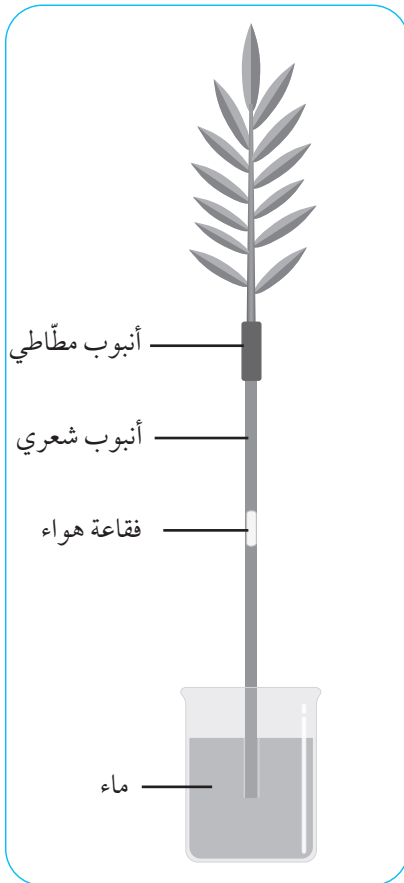 أنبوب مطّاطي
أنبوب شعري
فقاعة هواء
ماء